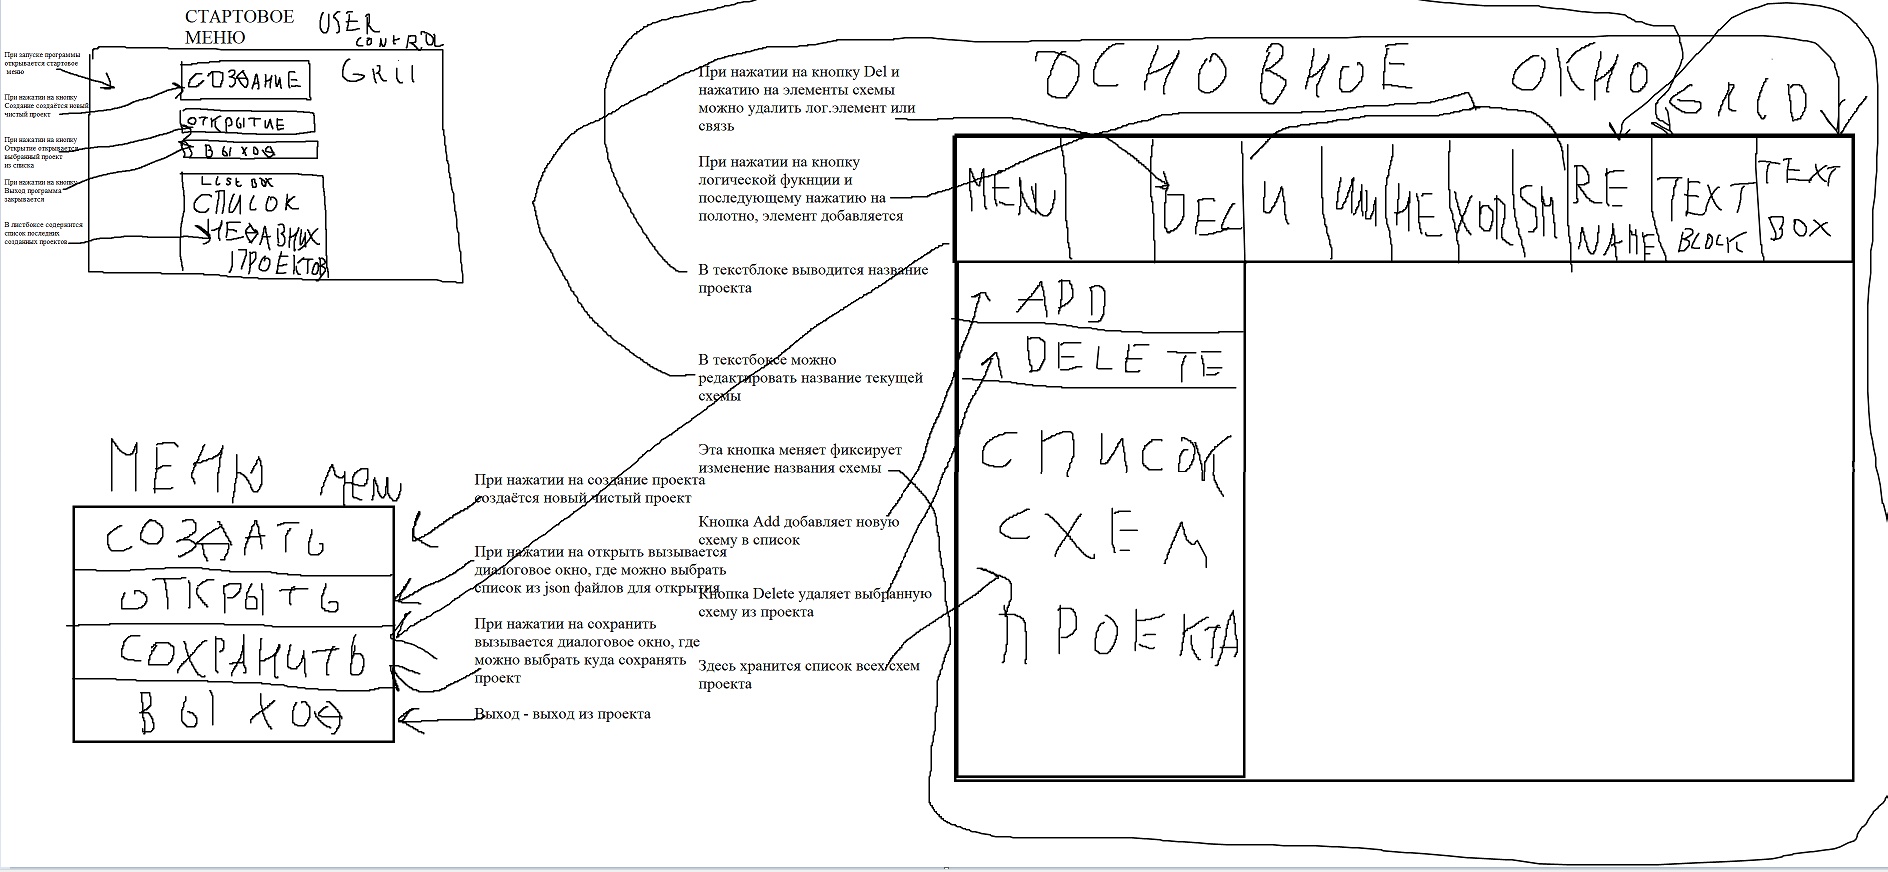 СТАРТОВОЕ
МЕНЮ
USER
CONTROL
При запуске программы
открывается стартовое
меню
GRil
СОЗДАНИЕ
При нажатии на кнопку
Создание создаётся новый
чистый проект
ОТКРЫТИЕ
При нажатии на кнопку
Открытие открывается
выбранный проект
из списка
ВЫХОД
При нажатии на кнопку
Выход программа
закрывается
LIST BOX
СПИСОК
НЕДАВНИХ
ПРОЕКТОВ
В листбоксе содержится
список последних
созданных проектов
МЕНЮ MENU
СОЗДАТЬ
ОТКРЫТЬ
СОХРАНИТЬ
ВЫХОД
При нажатии на создание проекта
создаётся новый чистый проект
При нажатии на открыть вызывается
диалоговое окно, где можно выбрать
список из json файлов для открытия
При нажатии на сохранить
вызывается диалоговое окно, где
можно выбрать куда сохранять
проект
Выход - выход из проекта
При нажатии на кнопку Del и
нажатию на элементы схемы
можно удалить лог.элемент или
связь
При нажатии на кнопку
логической фукнции и
последующему нажатию на
полотно, элемент добавляется
В текстблоке выводится название
проекта
В текстбоксе можно
редактировать название текущей
схемы
Эта кнопка меняет фиксирует
изменение названия схемы
Кнопка Add добавляет новую
схему в список
Кнопка Delete удаляет выбранную
схему из проекта
Здесь хранится список всех схем
проекта
ОСНОВНОЕ ОКНО
GRID
MENU
DEL
И
ИЛИ
НЕ
XOR
SM
RE
NAME
TEXT
BLOCK
TEXT
BOX
ADD
DELETE
СПИСОК
СХЕМ
ПРОЕКТА